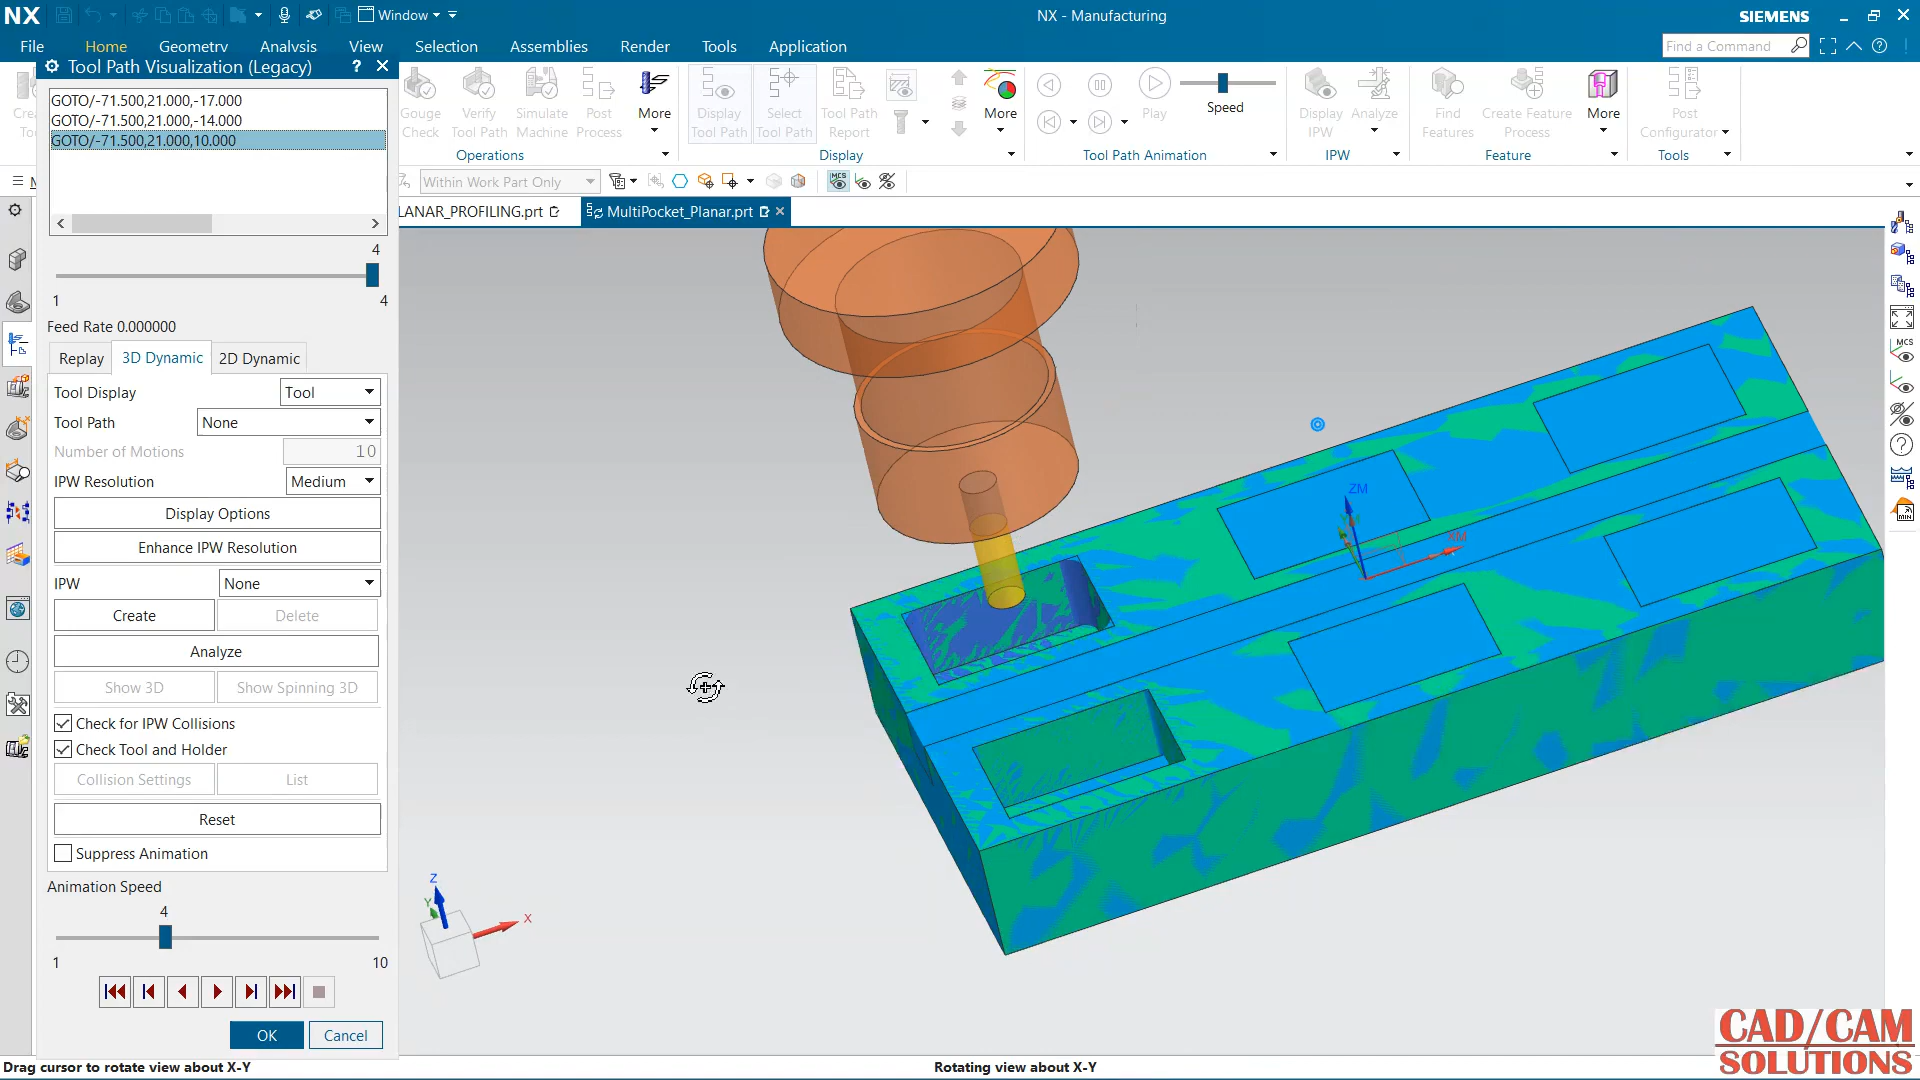 NX
Window
NX - Manufacturing
SIEMENS
File
Home
Geometry
Analysis
View
Selection
Assemblies
Render
Tools
Application
Find a Command
Tool Path Visualization (Legacy)
Gouge Check
Verify Tool Path
Simulate Machine
Post Process
More
Display Tool Path
Select Tool Path
Tool Path Report
More
Speed
Play
Display IPW
Analyze
Find Features
Create Feature Process
More
Post Configurator
Operations
Display
Tool Path Animation
IPW
Feature
Tools
Within Work Part Only
MCS
LANAR_PROFILING.prt
MultiPocket_Planar.prt
GOTO/-71.500,21.000,-17.000
GOTO/-71.500,21.000,-14.000
GOTO/-71.500,21.000,10.000
4
1
4
Feed Rate 0.000000
Replay
3D Dynamic
2D Dynamic
Tool Display
Tool
Tool Path
None
Number of Motions
10
IPW Resolution
Medium
Display Options
Enhance IPW Resolution
IPW
None
Create
Delete
Analyze
Show 3D
Show Spinning 3D
Check for IPW Collisions
Check Tool and Holder
Collision Settings
List
Reset
Suppress Animation
Animation Speed
4
1
10
OK
Cancel
ZM
XM
Z
Y
X
MCS
MIN
CAD/CAM
SOLUTIONS
Drag cursor to rotate view about X-Y
Rotating view about X-Y